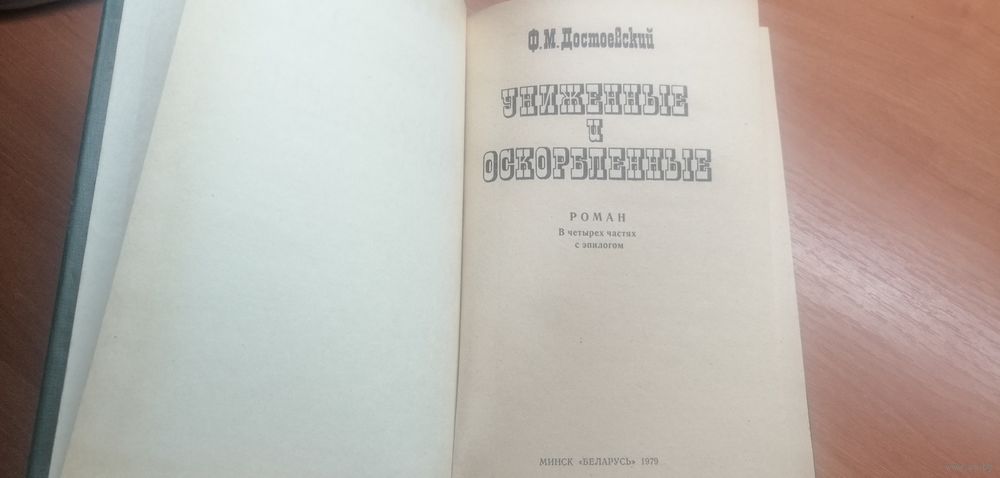 Ф. М. Достоевский
УНИЖЕННЫЕ
И
ОСКОРБЛЕННЫЕ
РОМАН
В четырех частях
с эпилогом
МИНСК «БЕЛАРУСЬ» 1979